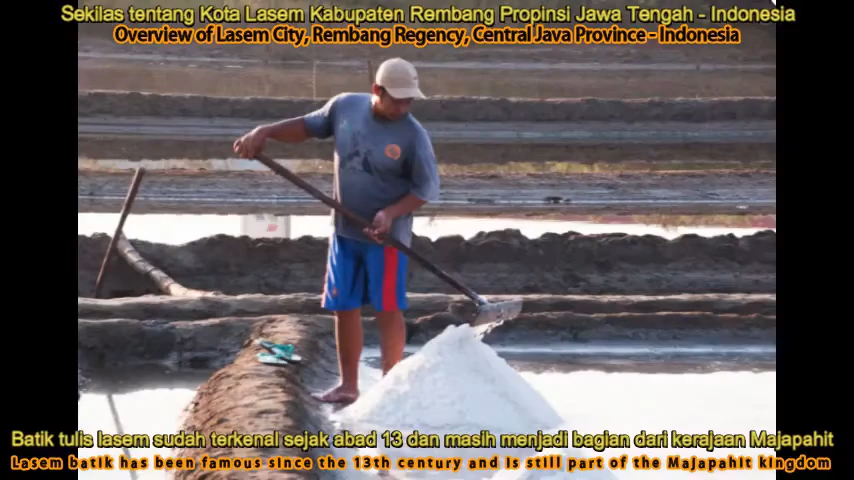 Sekilas tentang Kota Lasem Kabupaten Rembang Propinsi Jawa Tengah - Indonesia
Overview of Lasem City, Rembang Regency, Central Java Province - Indonesia
Batik tulis lasem sudah terkenal sejak abad 13 dan masih menjadi bagian dari kerajaan Majapahit
Lasem batik has been famous since the 13th century and is still part of the Majapahit kingdom